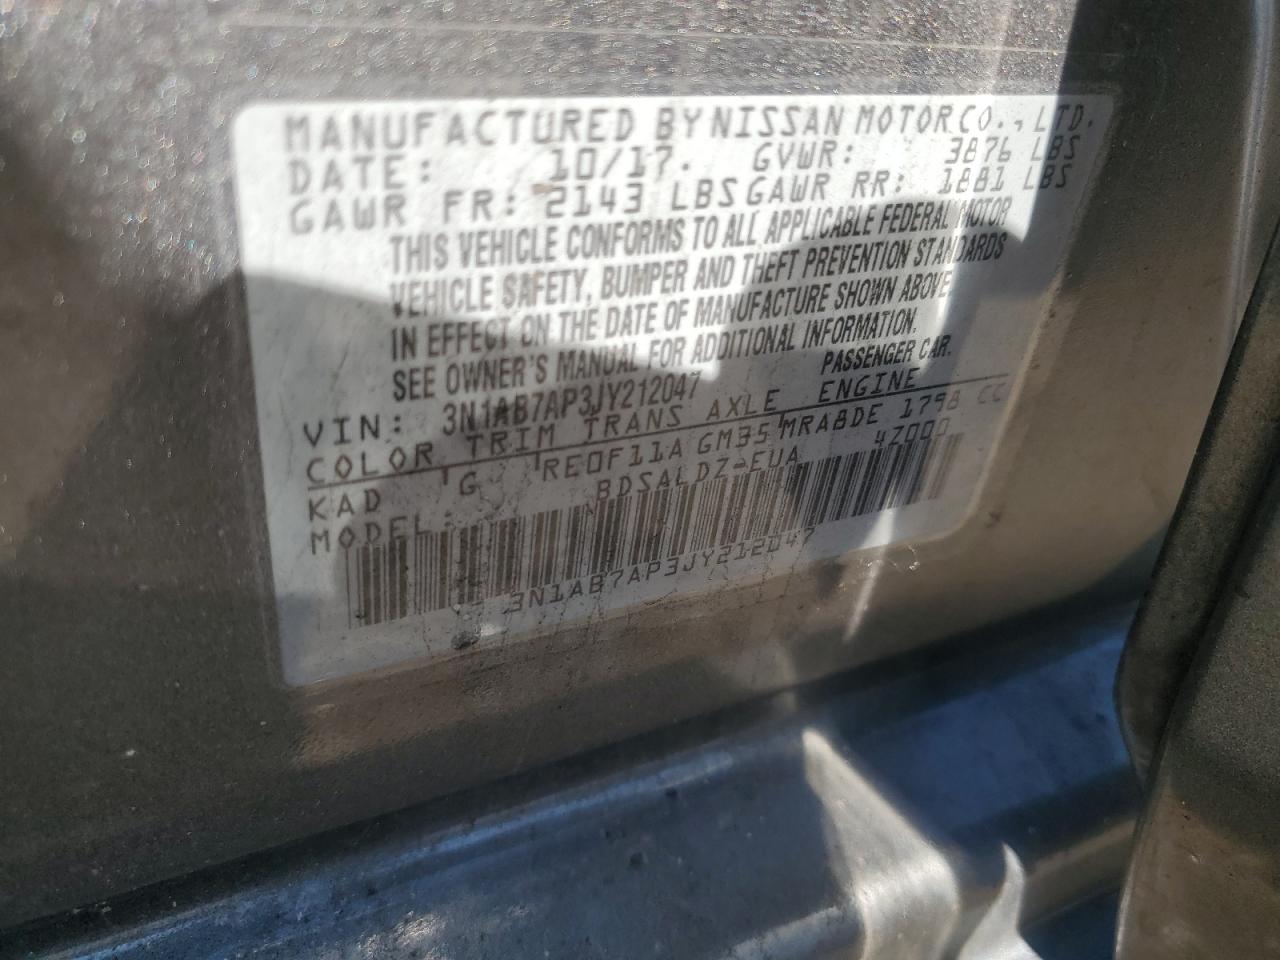 MANUFACTURED BY NISSAN MOTOR CO., LTD.
DATE: 10/17. GVWR: 3876 LBS
GAWR FR: 2143 LBS GAWR RR: 1881 LBS
THIS VEHICLE CONFORMS TO ALL APPLICABLE FEDERAL MOTOR
VEHICLE SAFETY, BUMPER AND THEFT PREVENTION STANDARDS
IN EFFECT ON THE DATE OF MANUFACTURE SHOWN ABOVE.
SEE OWNER'S MANUAL FOR ADDITIONAL INFORMATION.
VIN: 3N1AB7AP3JY212047 PASSENGER CAR.
COLOR TRIM TRANS AXLE ENGINE
KAD G RE0F11A GM35 MRA8DE 1798 CC
MODEL: BDSALDZ-EUA 4Z000
3N1AB7AP3JY212047